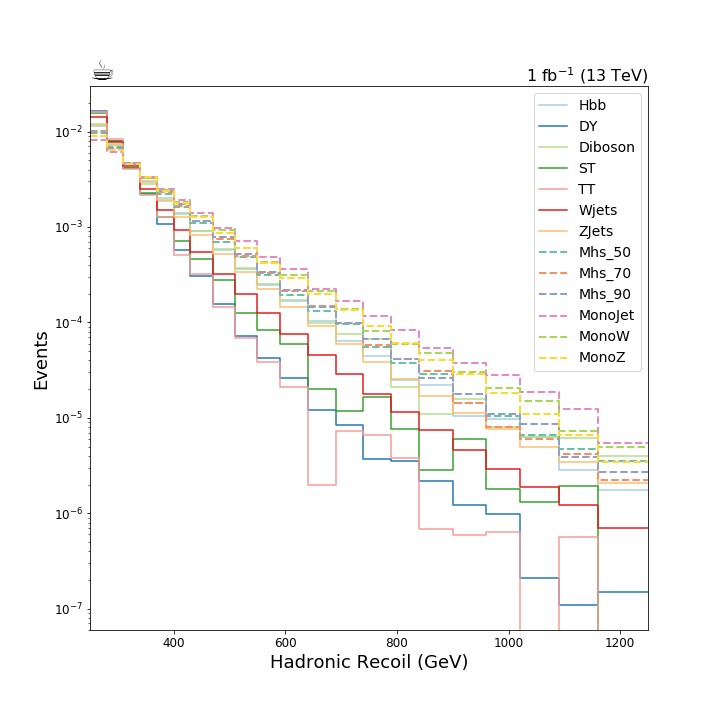 1 fb⁻¹ (13 TeV)
Hbb
DY
Diboson
ST
TT
Wjets
ZJets
Mhs_50
Mhs_70
Mhs_90
MonoJet
MonoW
MonoZ
10⁻²
10⁻³
10⁻⁴
10⁻⁵
10⁻⁶
10⁻⁷
Events
400 600 800 1000 1200
Hadronic Recoil (GeV)